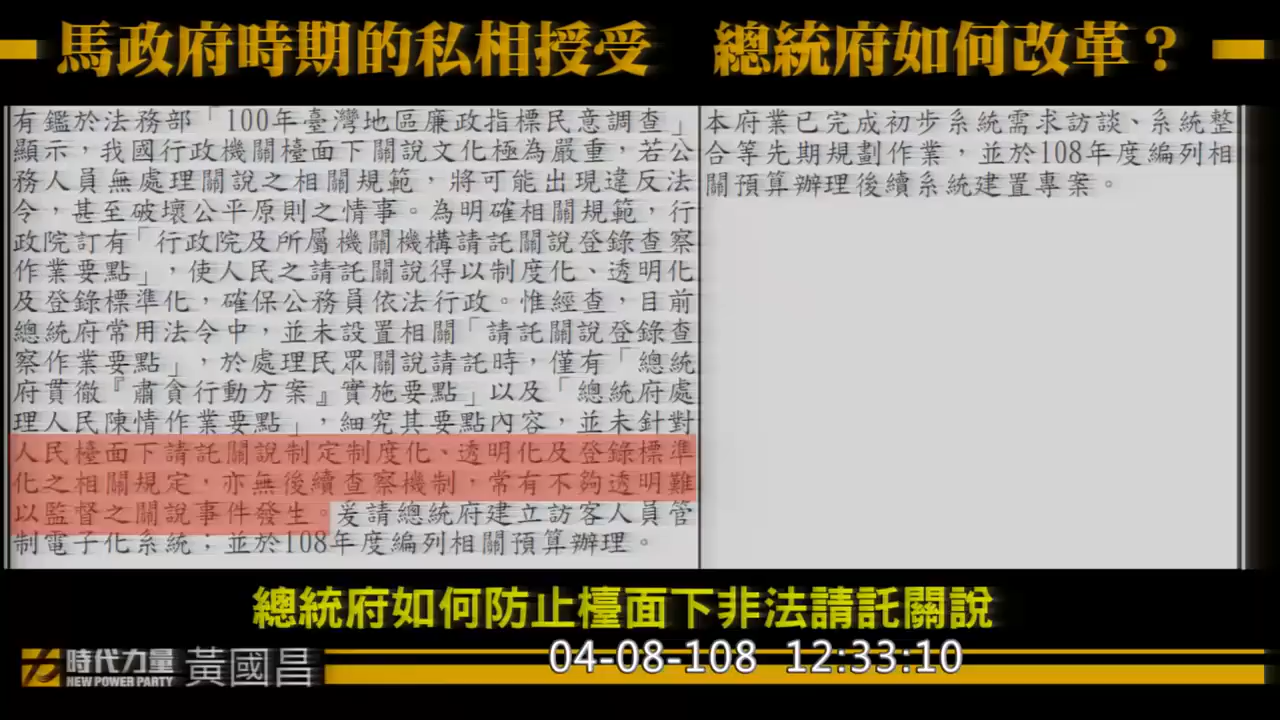 馬政府時期的私相授受 總統府如何改革？
有鑑於法務部「100年臺灣地區廉政指標民意調查」
顯示，我國行政機關檯面下關說文化極為嚴重，若公
務人員無處理關說之相關規範，將可能出現違反法
令，甚至破壞公平原則之情事。為明確相關規範，行
政院訂有「行政院及所屬機關機構請託關說登錄查察
作業要點」，使人民之請託關說得以制度化、透明化
及登錄標準化，確保公務員依法行政。惟經查，目前
總統府常用法令中，並未設置相關「請託關說登錄查
察作業要點」，於處理民眾關說請託時，僅有「總統
府貫徹『肅貪行動方案』實施要點」以及「總統府處
理人民陳情作業要點」，細究其要點內容，並未針對
人民檯面下請託關說制定制度化、透明化及登錄標準
化之相關規定，亦無後續查察機制，常有不夠透明難
以監督之關說事件發生。爰請總統府建立訪客人員管
制電子化系統；並於108年度編列相關預算辦理。
本府業已完成初步系統需求訪談、系統整
合等先期規劃作業，並於108年度編列相
關預算辦理後續系統建置專案。
總統府如何防止檯面下非法請託關說
時代力量
NEW POWER PARTY
黃國昌
04-08-108 12:33:10